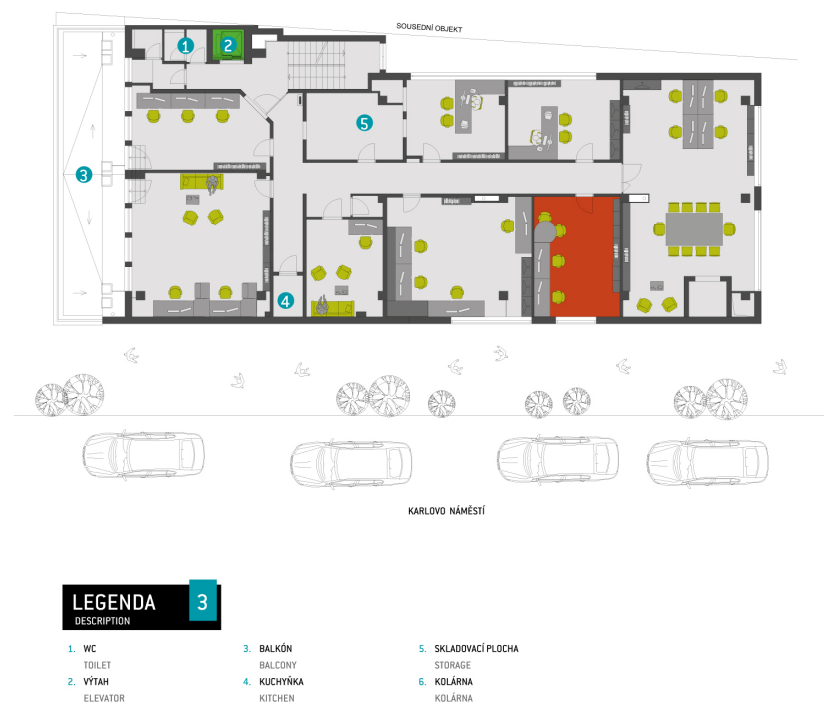 SOUSEDNÍ OBJEKT
1
2
5
3
4
KARLOVO NÁMĚSTÍ
LEGENDA 3
DESCRIPTION
1. WC
TOILET
2. VÝTAH
ELEVATOR
3. BALKÓN
BALCONY
4. KUCHYŇKA
KITCHEN
5. SKLADOVACÍ PLOCHA
STORAGE
6. KOLÁRNA
KOLÁRNA